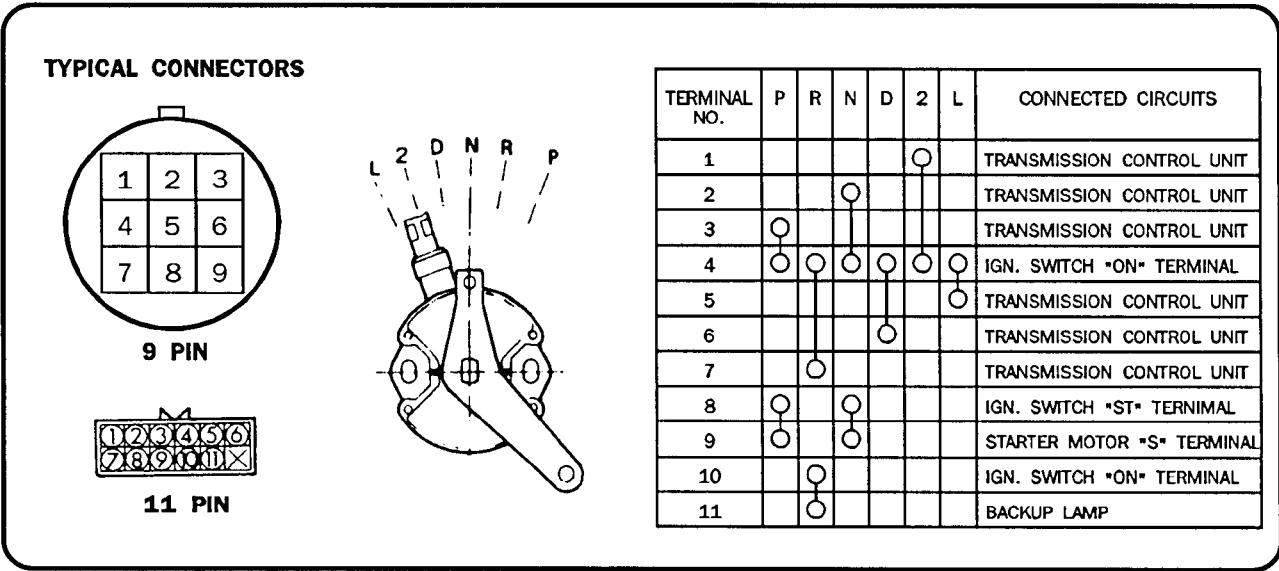 TYPICAL CONNECTORS
1 2 3
4 5 6
7 8 9
9 PIN
1 2 3 4 5 6
7 8 9 10 11
11 PIN
L 2 D N R P
TERMINAL NO. P R N D 2 L CONNECTED CIRCUITS
1 TRANSMISSION CONTROL UNIT
2 TRANSMISSION CONTROL UNIT
3 TRANSMISSION CONTROL UNIT
4 IGN. SWITCH "ON" TERMINAL
5 TRANSMISSION CONTROL UNIT
6 TRANSMISSION CONTROL UNIT
7 TRANSMISSION CONTROL UNIT
8 IGN. SWITCH "ST" TERNIMAL
9 STARTER MOTOR "S" TERMINAL
10 IGN. SWITCH "ON" TERMINAL
11 BACKUP LAMP